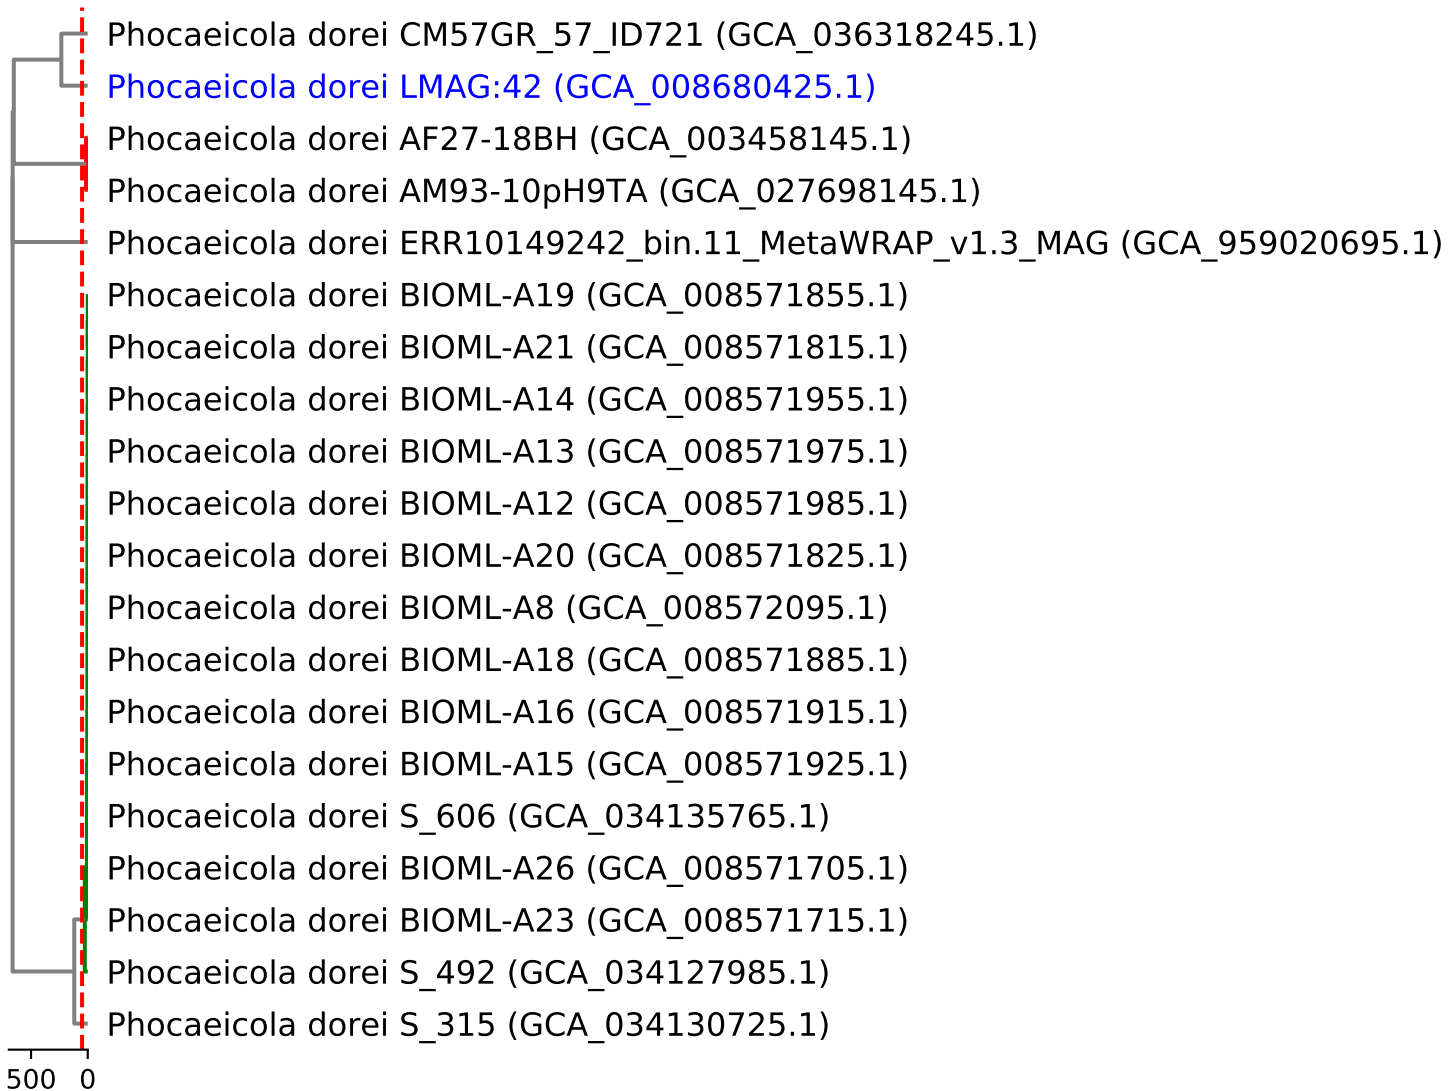 Phocaeicola dorei CM57GR_57_ID721 (GCA_036318245.1)
Phocaeicola dorei LMAG:42 (GCA_008680425.1)
Phocaeicola dorei AF27-18BH (GCA_003458145.1)
Phocaeicola dorei AM93-10pH9TA (GCA_027698145.1)
Phocaeicola dorei ERR10149242_bin.11_MetaWRAP_v1.3_MAG (GCA_959020695.1)
Phocaeicola dorei BIOML-A19 (GCA_008571855.1)
Phocaeicola dorei BIOML-A21 (GCA_008571815.1)
Phocaeicola dorei BIOML-A14 (GCA_008571955.1)
Phocaeicola dorei BIOML-A13 (GCA_008571975.1)
Phocaeicola dorei BIOML-A12 (GCA_008571985.1)
Phocaeicola dorei BIOML-A20 (GCA_008571825.1)
Phocaeicola dorei BIOML-A8 (GCA_008572095.1)
Phocaeicola dorei BIOML-A18 (GCA_008571885.1)
Phocaeicola dorei BIOML-A16 (GCA_008571915.1)
Phocaeicola dorei BIOML-A15 (GCA_008571925.1)
Phocaeicola dorei S_606 (GCA_034135765.1)
Phocaeicola dorei BIOML-A26 (GCA_008571705.1)
Phocaeicola dorei BIOML-A23 (GCA_008571715.1)
Phocaeicola dorei S_492 (GCA_034127985.1)
Phocaeicola dorei S_315 (GCA_034130725.1)
500 0